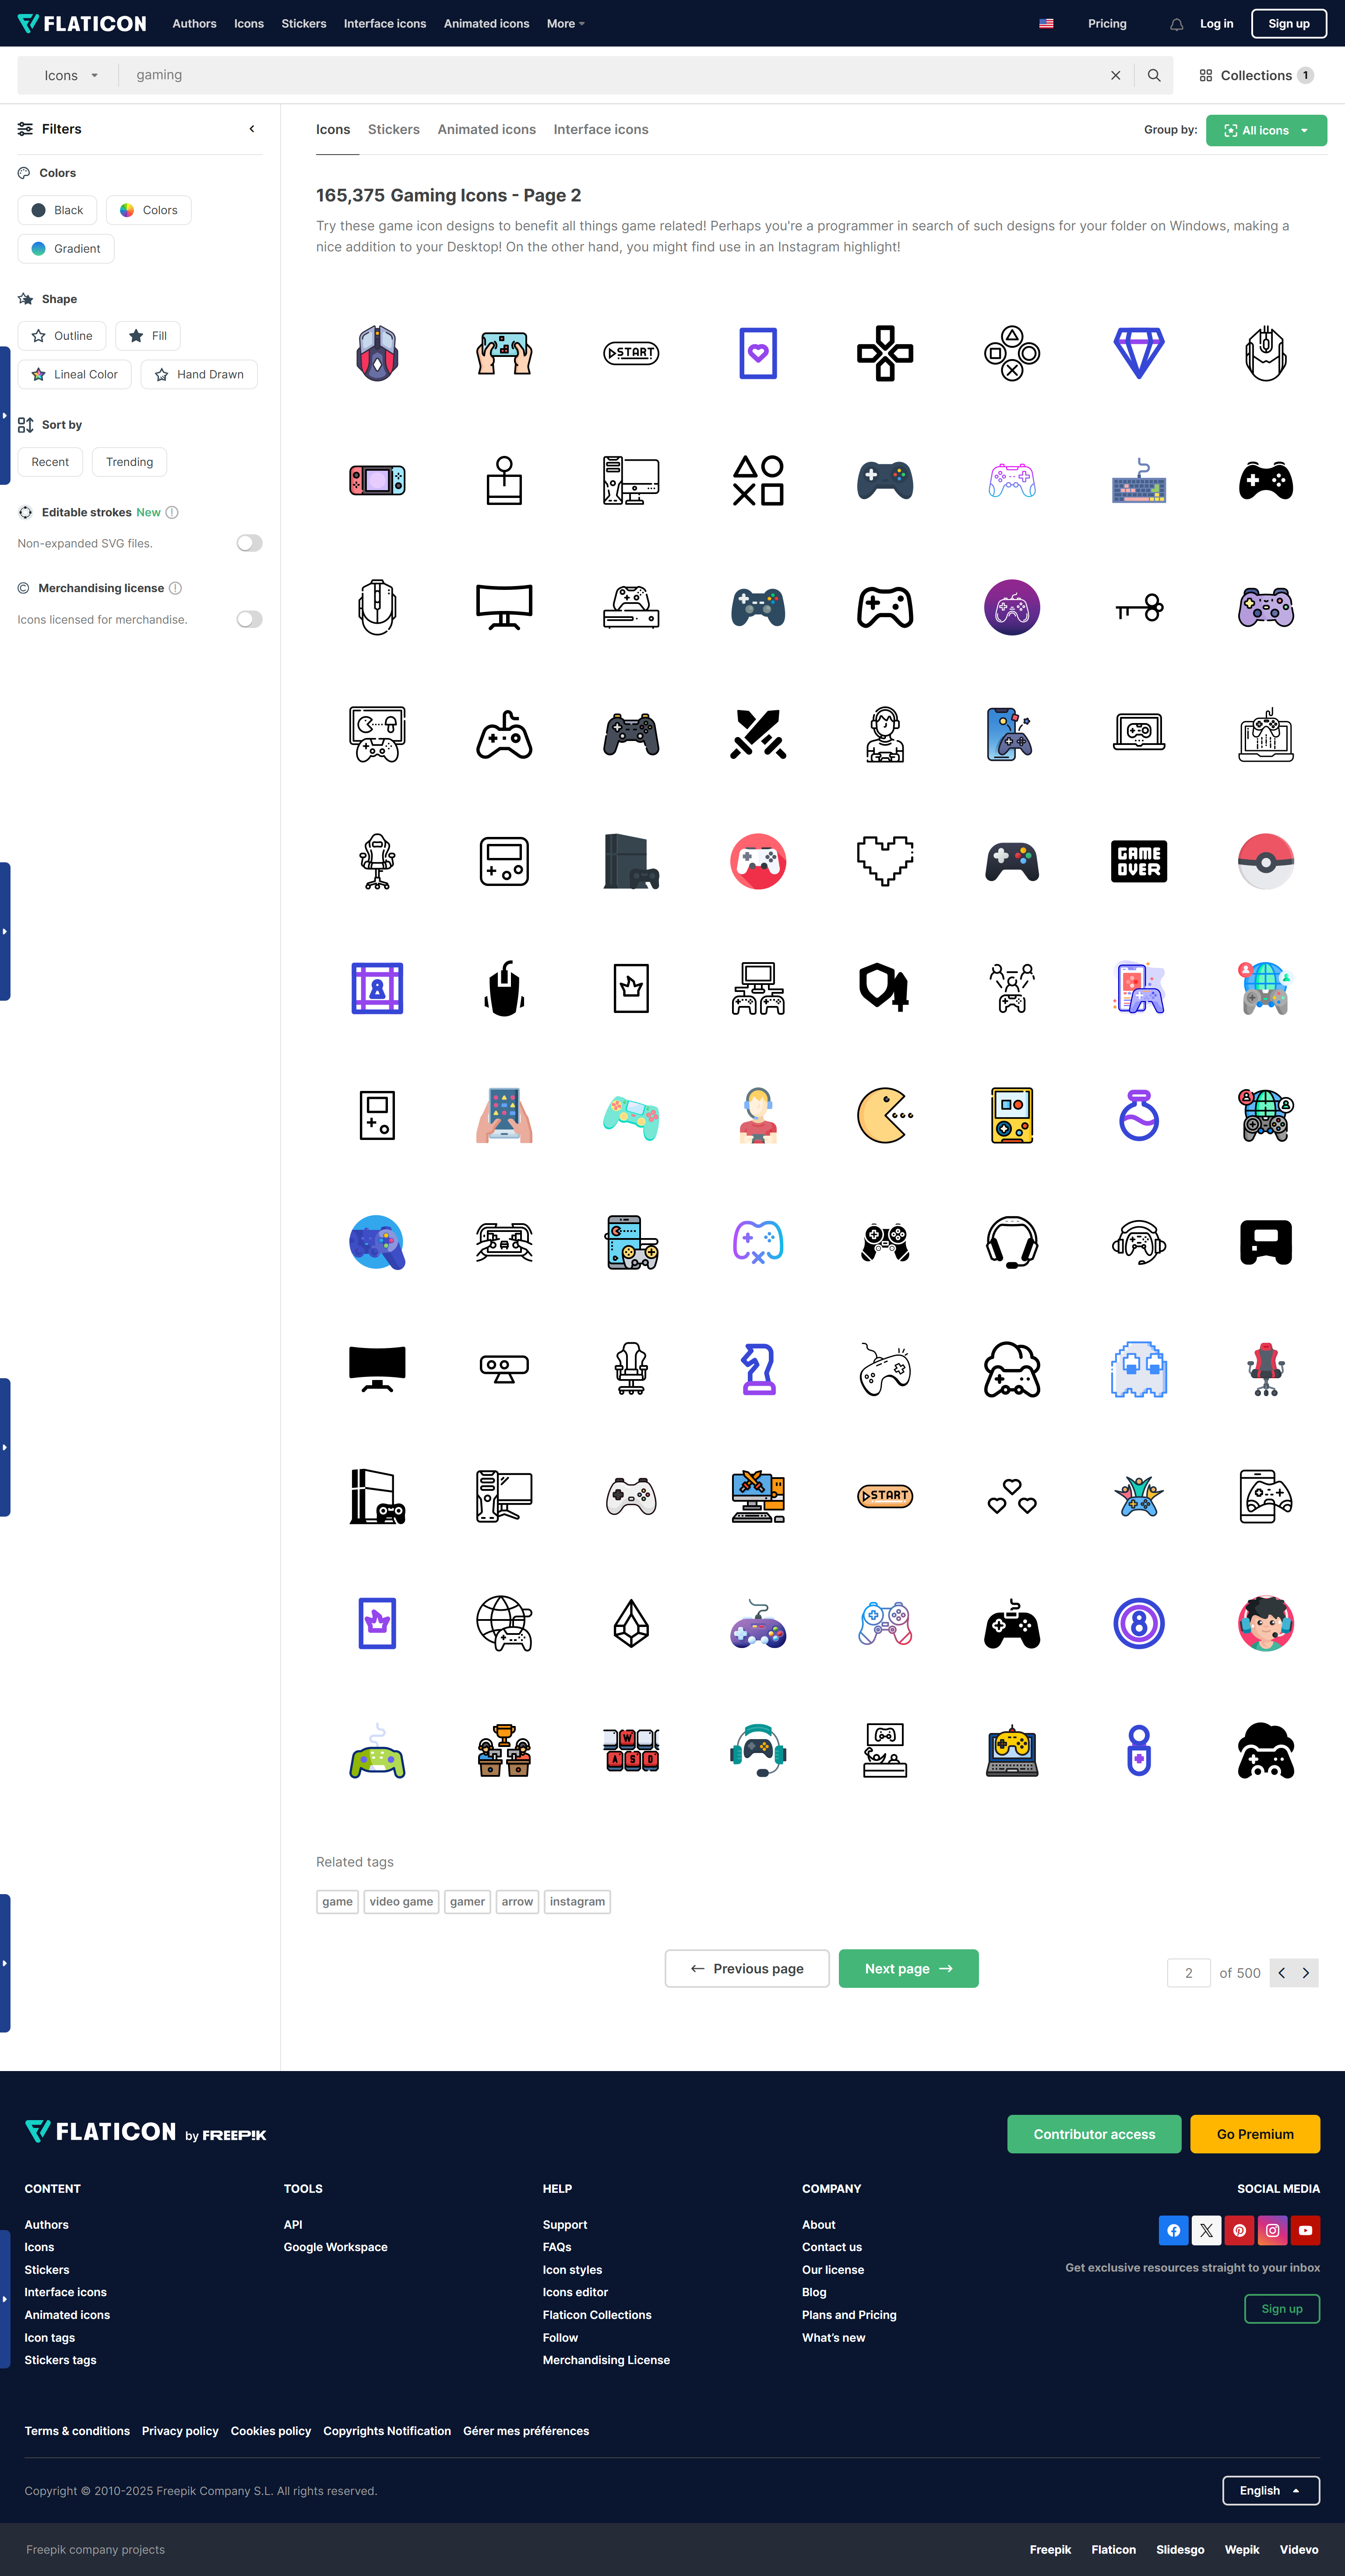 FLATICON
Authors Icons Stickers Interface icons Animated icons More
Pricing Log in Sign up
Icons gaming
Collections 1
Filters
Colors
Black Colors
Gradient
Shape
Outline Fill
Lineal Color Hand Drawn
Sort by
Recent Trending
Editable strokes New
Non-expanded SVG files.
Merchandising license
Icons licensed for merchandise.
Icons Stickers Animated icons Interface icons
Group by: All icons
165,375 Gaming Icons - Page 2
Try these game icon designs to benefit all things game related! Perhaps you're a programmer in search of such designs for your folder on Windows, making a
nice addition to your Desktop! On the other hand, you might find use in an Instagram highlight!
START
GAME
OVER
START
8
W
A S D
Related tags
game video game gamer arrow instagram
← Previous page Next page →
2 of 500
FLATICON by FREEPIK
Contributor access Go Premium
CONTENT
Authors
Icons
Stickers
Interface icons
Animated icons
Icon tags
Stickers tags
TOOLS
API
Google Workspace
HELP
Support
FAQs
Icon styles
Icons editor
Flaticon Collections
Follow
Merchandising License
COMPANY
About
Contact us
Our license
Blog
Plans and Pricing
What's new
SOCIAL MEDIA
Get exclusive resources straight to your inbox
Sign up
Terms & conditions Privacy policy Cookies policy Copyrights Notification Gérer mes préférences
Copyright © 2010-2025 Freepik Company S.L. All rights reserved.
English
Freepik company projects
Freepik Flaticon Slidesgo Wepik Videvo